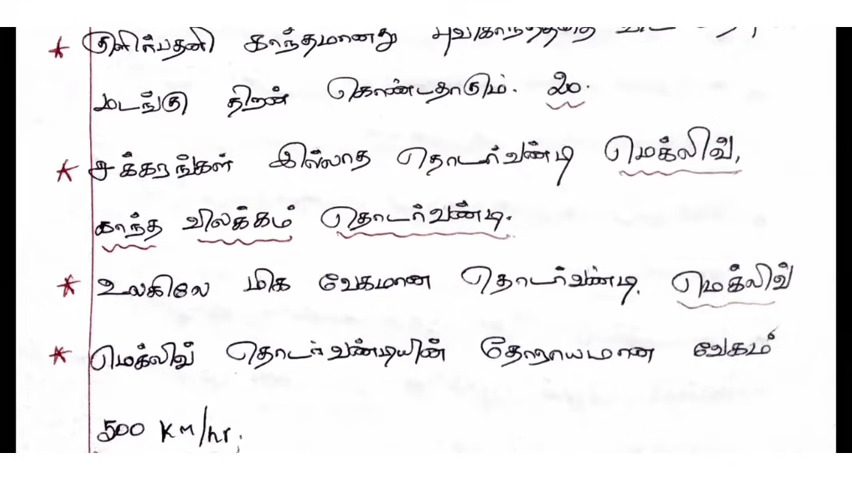 * குளிர்பதனி காந்தமானது புவிகாந்தத்தை விட
மடங்கு திறன் கொண்டதாகும். 20.
* சக்கரங்கள் இல்லாத தொடர்வண்டி மெக்லிவ்,
காந்த விலக்கம் தொடர்வண்டி.
* உலகிலே மிக வேகமான தொடர்வண்டி. மெக்லிவ்
* மெக்லிவ் தொடர்வண்டியின் தோராயமான வேகம்
500 KM/hr;